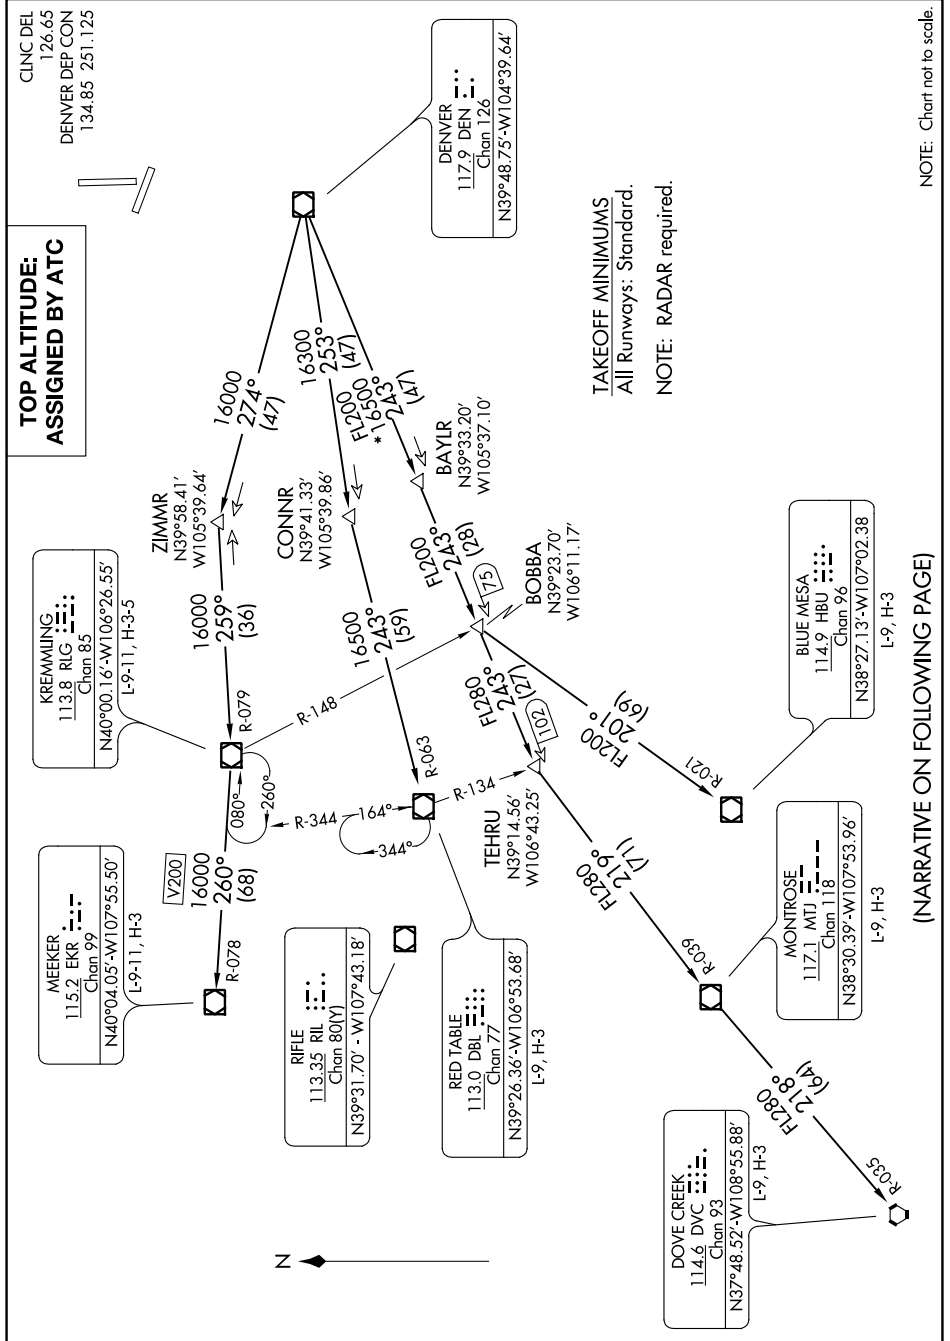 TOP ALTITUDE:
ASSIGNED BY ATC
CLNC DEL
126.65
DENVER DEP CON
134.85 251.125
KREMMLING
113.8 RLG
Chan 85
N40°00.16'-W106°26.55'
L-9-11, H-3-5
MEEKER
115.2 EKR
Chan 99
N40°04.05'-W107°55.50'
L-9-11, H-3
ZIMMR
N39°58.41'
W105°39.64'
16000
274°
(47)
16000
259°
(36)
R-079
V200
16000
260°
(68)
R-078
080°
260°
R-344
164°
344°
R-148
CONNR
N39°41.33'
W105°39.86'
16300
253°
(47)
16500
243°
(59)
R-063
FL200
*16500
243°
(47)
BAYLR
N39°33.20'
W105°37.10'
FL200
243°
(28)
75
BOBBA
N39°23.70'
W106°11.17'
FL280
243°
(27)
102
R-134
TEHRU
N39°14.56'
W106°43.25'
FL200
201°
(69)
R-021
FL280
219°
(71)
R-039
FL280
218°
(64)
R-035
DENVER
117.9 DEN
Chan 126
N39°48.75'-W104°39.64'
RIFLE
113.35 RIL
Chan 80(Y)
N39°31.70' - W107°43.18'
RED TABLE
113.0 DBL
Chan 77
N39°26.36'-W106°53.68'
L-9, H-3
BLUE MESA
114.9 HBU
Chan 96
N38°27.13'-W107°02.38
L-9, H-3
MONTROSE
117.1 MTJ
Chan 118
N38°30.39'-W107°53.96'
L-9, H-3
DOVE CREEK
114.6 DVC
Chan 93
N37°48.52'-W108°55.88'
L-9, H-3
N
TAKEOFF MINIMUMS
All Runways: Standard.
NOTE: RADAR required.
(NARRATIVE ON FOLLOWING PAGE)
NOTE: Chart not to scale.